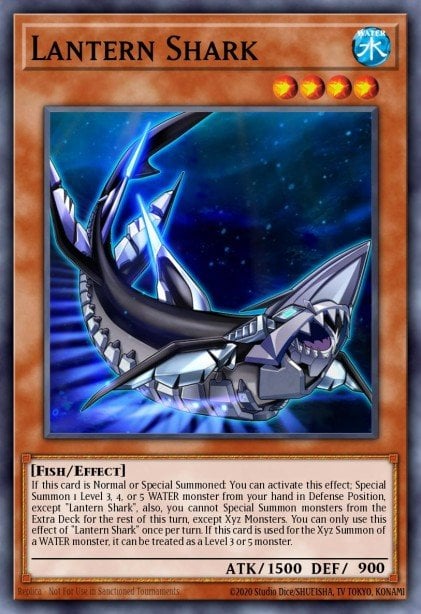 LANTERN SHARK
WATER
水
[FISH/EFFECT]
If this card is Normal or Special Summoned: You can activate this effect; Special
Summon 1 Level 3, 4, or 5 WATER monster from your hand in Defense Position,
except "Lantern Shark", also, you cannot Special Summon monsters from the
Extra Deck for the rest of this turn, except Xyz Monsters. You can only use this
effect of "Lantern Shark" once per turn. If this card is used for the Xyz Summon of
a WATER monster, it can be treated as a Level 3 or 5 monster.
ATK/1500 DEF/ 900
Replica - Not For Use in Sanctioned Tournaments
©2020 Studio Dice/SHUEISHA, TV TOKYO, KONAMI